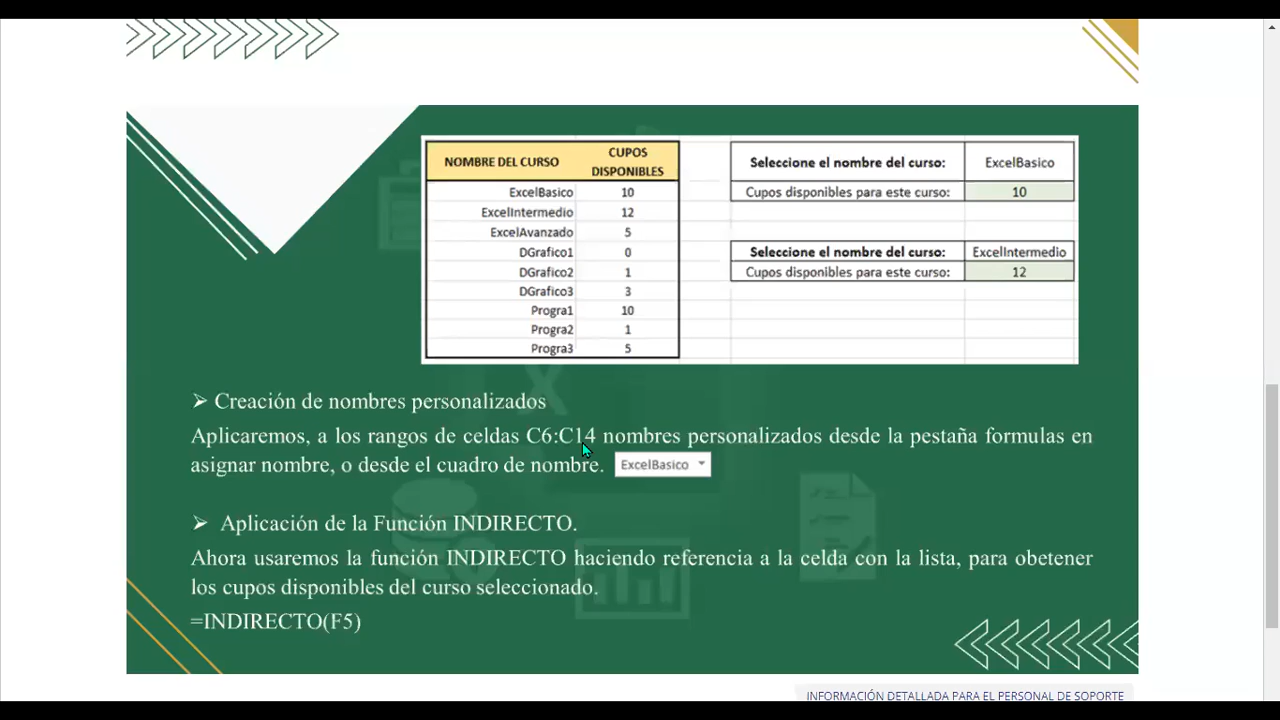 NOMBRE DEL CURSO CUPOS DISPONIBLES
ExcelBasico 10
ExcelIntermedio 12
ExcelAvanzado 5
DGrafico1 0
DGrafico2 1
DGrafico3 3
Progra1 10
Progra2 1
Progra3 5
Seleccione el nombre del curso: ExcelBasico
Cupos disponibles para este curso: 10
Seleccione el nombre del curso: ExcelIntermedio
Cupos disponibles para este curso: 12
➢ Creación de nombres personalizados
Aplicaremos, a los rangos de celdas C6:C14 nombres personalizados desde la pestaña formulas en
asignar nombre, o desde el cuadro de nombre. ExcelBasico
➢ Aplicación de la Función INDIRECTO.
Ahora usaremos la función INDIRECTO haciendo referencia a la celda con la lista, para obetener
los cupos disponibles del curso seleccionado.
=INDIRECTO(F5)
INFORMACIÓN DETALLADA PARA EL PERSONAL DE SOPORTE